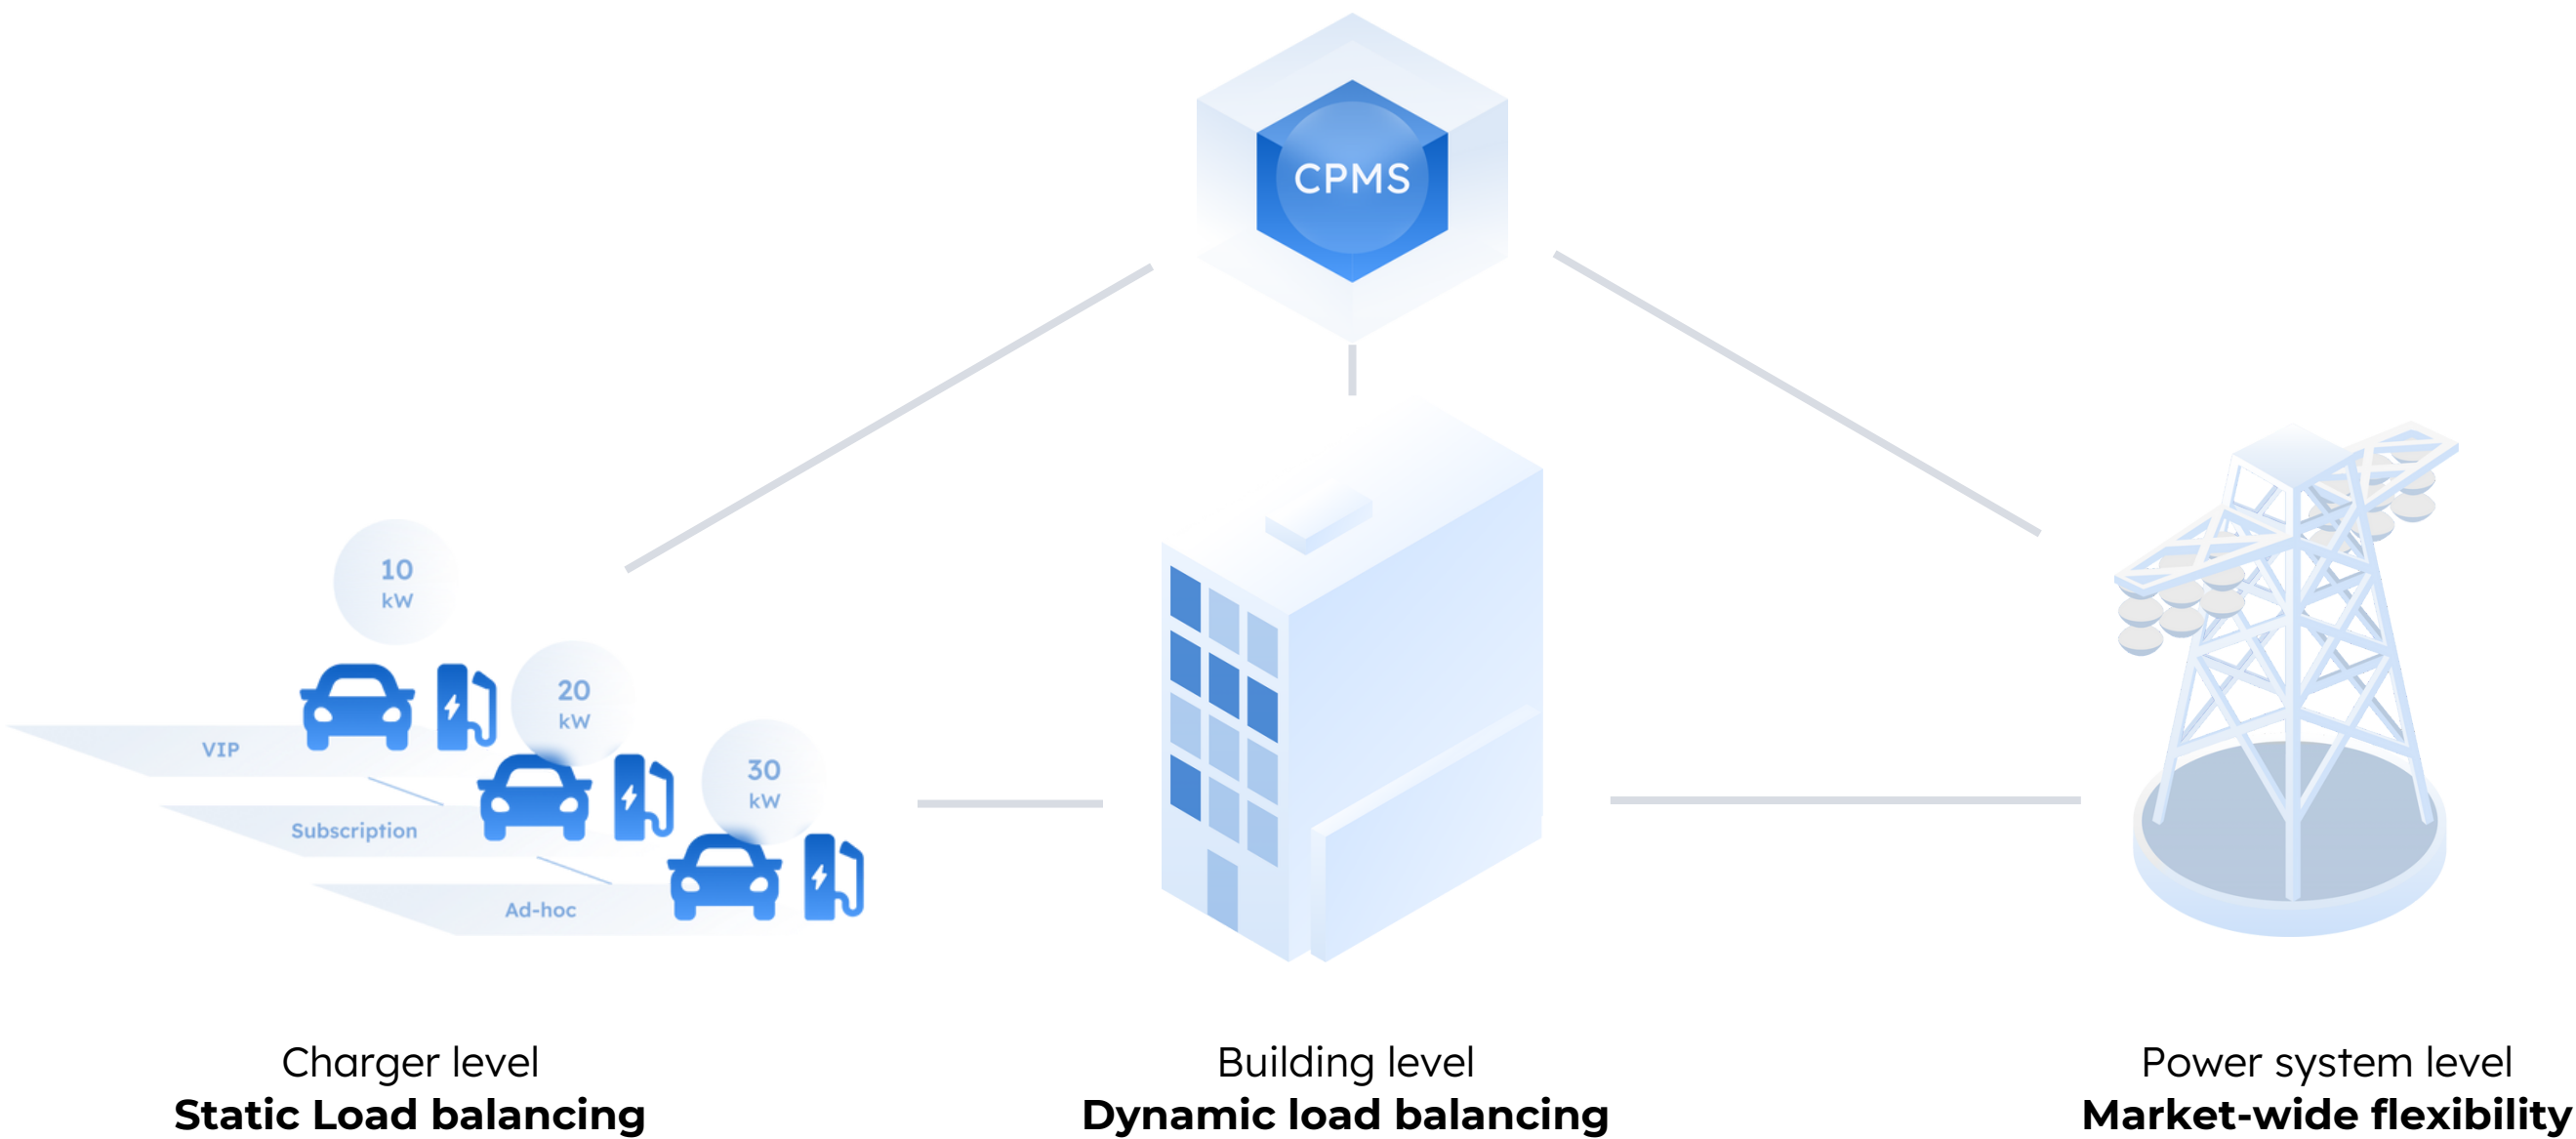 CPMS
10
kW
20
kW
30
kW
VIP
Subscription
Ad-hoc
Charger level
Static Load balancing
Building level
Dynamic load balancing
Power system level
Market-wide flexibility